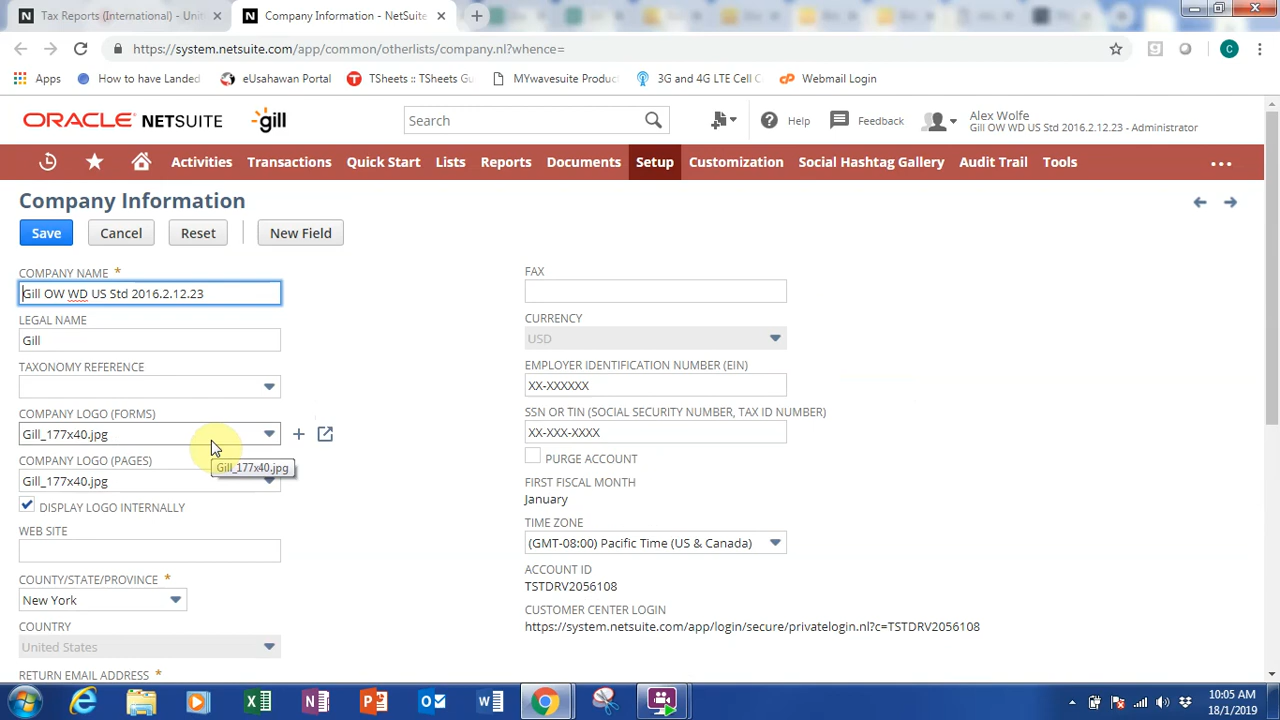 Tax Reports (International) - Unit
Company Information - NetSuite
https://system.netsuite.com/app/common/otherlists/company.nl?whence=
Apps How to have Landed eUsahawan Portal TSheets :: TSheets Gu MYwavesuite Produc 3G and 4G LTE Cell C Webmail Login
ORACLE NETSUITE gill Search Help Feedback Alex Wolfe
Gill OW WD US Std 2016.2.12.23 - Administrator
Activities Transactions Quick Start Lists Reports Documents Setup Customization Social Hashtag Gallery Audit Trail Tools
Company Information
Save Cancel Reset New Field
COMPANY NAME *
Gill OW WD US Std 2016.2.12.23
LEGAL NAME
Gill
TAXONOMY REFERENCE
COMPANY LOGO (FORMS)
Gill_177x40.jpg
Gill_177x40.jpg
COMPANY LOGO (PAGES)
Gill_177x40.jpg
DISPLAY LOGO INTERNALLY
WEB SITE
COUNTY/STATE/PROVINCE *
New York
COUNTRY
United States
RETURN EMAIL ADDRESS *
FAX
CURRENCY
USD
EMPLOYER IDENTIFICATION NUMBER (EIN)
XX-XXXXXX
SSN OR TIN (SOCIAL SECURITY NUMBER, TAX ID NUMBER)
XX-XXX-XXXX
PURGE ACCOUNT
FIRST FISCAL MONTH
January
TIME ZONE
(GMT-08:00) Pacific Time (US & Canada)
ACCOUNT ID
TSTDRV2056108
CUSTOMER CENTER LOGIN
https://system.netsuite.com/app/login/secure/privatelogin.nl?c=TSTDRV2056108
10:05 AM
18/1/2019